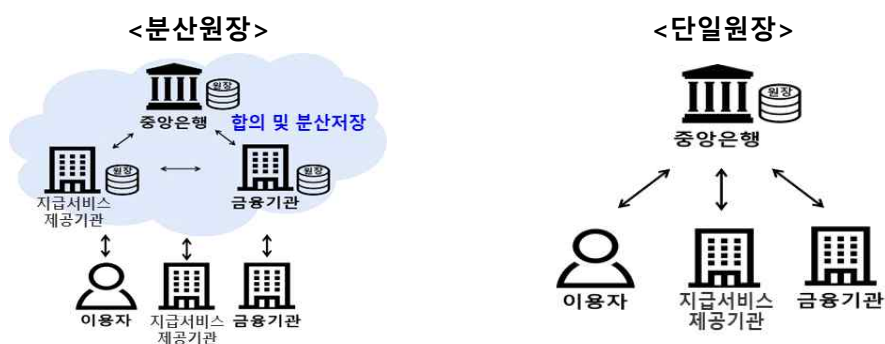 <분산원장>
원장
중앙은행
합의 및 분산저장
원장
지급서비스
제공기관
원장
금융기관
이용자
지급서비스
제공기관
금융기관
<단일원장>
원장
중앙은행
이용자
지급서비스
제공기관
금융기관